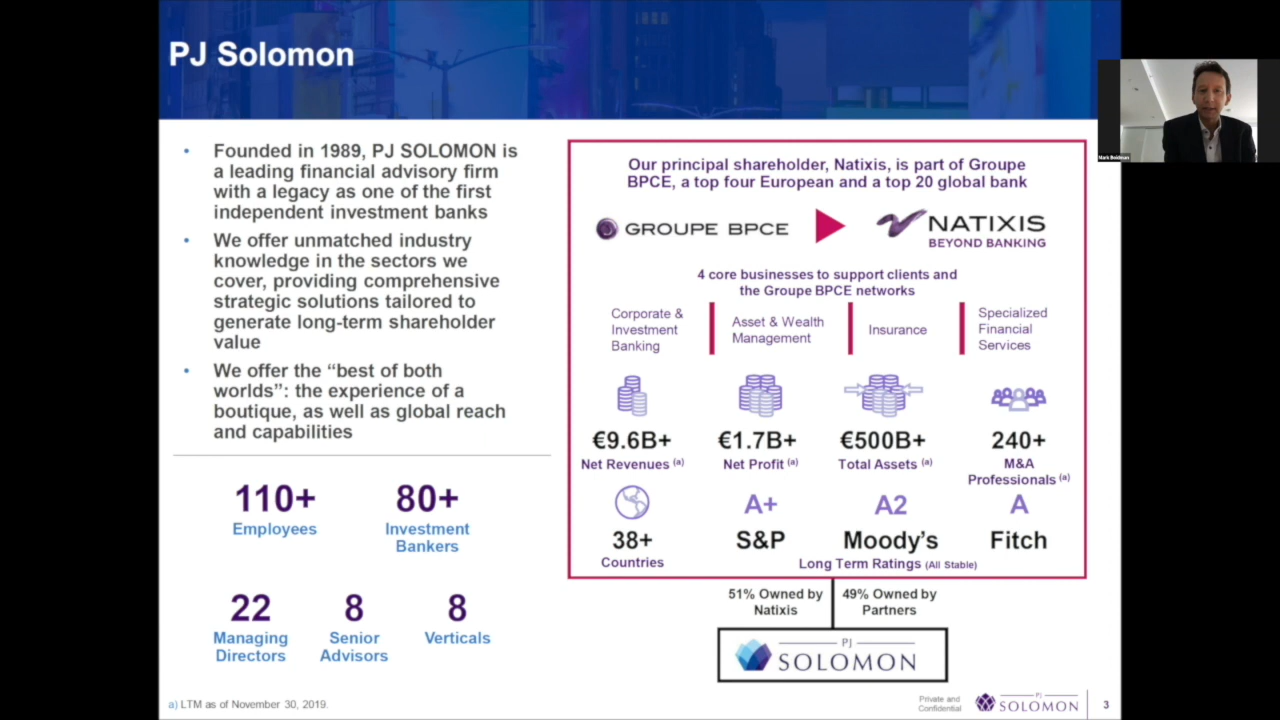 PJ Solomon
• Founded in 1989, PJ SOLOMON is
a leading financial advisory firm
with a legacy as one of the first
independent investment banks
• We offer unmatched industry
knowledge in the sectors we
cover, providing comprehensive
strategic solutions tailored to
generate long-term shareholder
value
• We offer the “best of both
worlds”: the experience of a
boutique, as well as global reach
and capabilities
110+
Employees
80+
Investment
Bankers
22
Managing
Directors
8
Senior
Advisors
8
Verticals
Our principal shareholder, Natixis, is part of Groupe
BPCE, a top four European and a top 20 global bank
GROUPE BPCE
NATIXIS
BEYOND BANKING
4 core businesses to support clients and
the Groupe BPCE networks
Corporate &
Investment
Banking
Asset & Wealth
Management
Insurance
Specialized
Financial
Services
€9.6B+
Net Revenues (a)
€1.7B+
Net Profit (a)
€500B+
Total Assets (a)
240+
M&A
Professionals (a)
38+
Countries
A+
S&P
A2
Moody’s
A
Fitch
Long Term Ratings (All Stable)
51% Owned by
Natixis
49% Owned by
Partners
PJ
SOLOMON
a) LTM as of November 30, 2019.
Private and
Confidential
PJ
SOLOMON
3
Mark Boidman